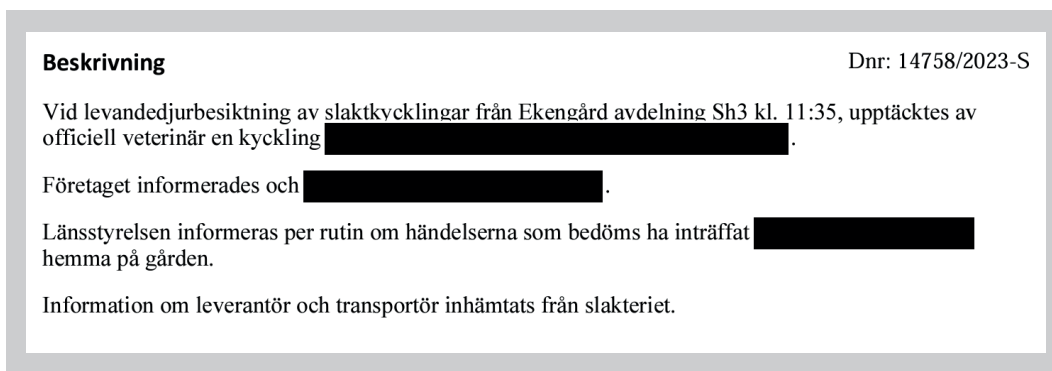 Beskrivning
Dnr: 14758/2023-S
Vid levandedjurbesiktning av slaktkycklingar från Ekengård avdelning Sh3 kl. 11:35, upptäcktes av
officiell veterinär en kyckling .
Företaget informerades och .
Länsstyrelsen informeras per rutin om händelserna som bedöms ha inträffat
hemma på gården.
Information om leverantör och transportör inhämtats från slakteriet.